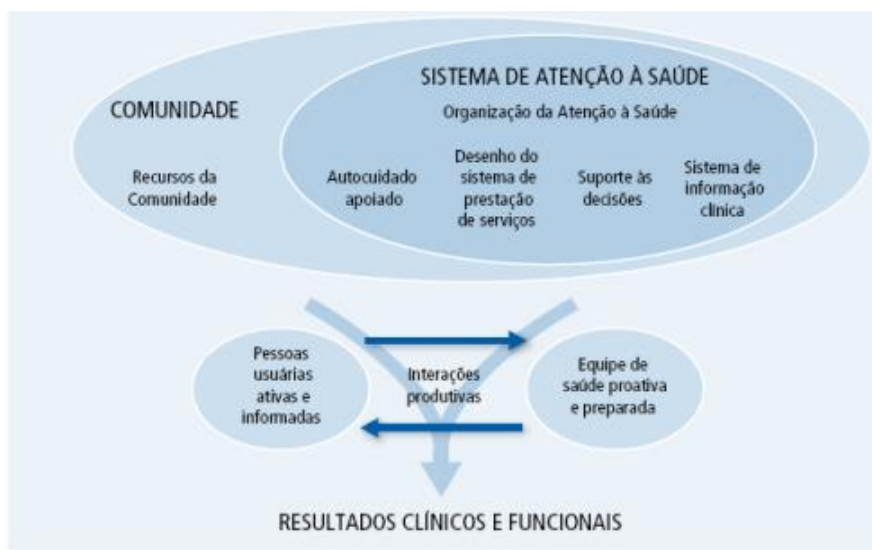 SISTEMA DE ATENÇÃO À SAÚDE
COMUNIDADE
Organização da Atenção à Saúde
Recursos da
Comunidade
Autocuidado
apoiado
Desenho do
sistema de
prestação
de serviços
Suporte às
decisões
Sistema de
informação
clínica
Pessoas
usuárias
ativas e
informadas
Interações
produtivas
Equipe de
saúde proativa
e preparada
RESULTADOS CLÍNICOS E FUNCIONAIS